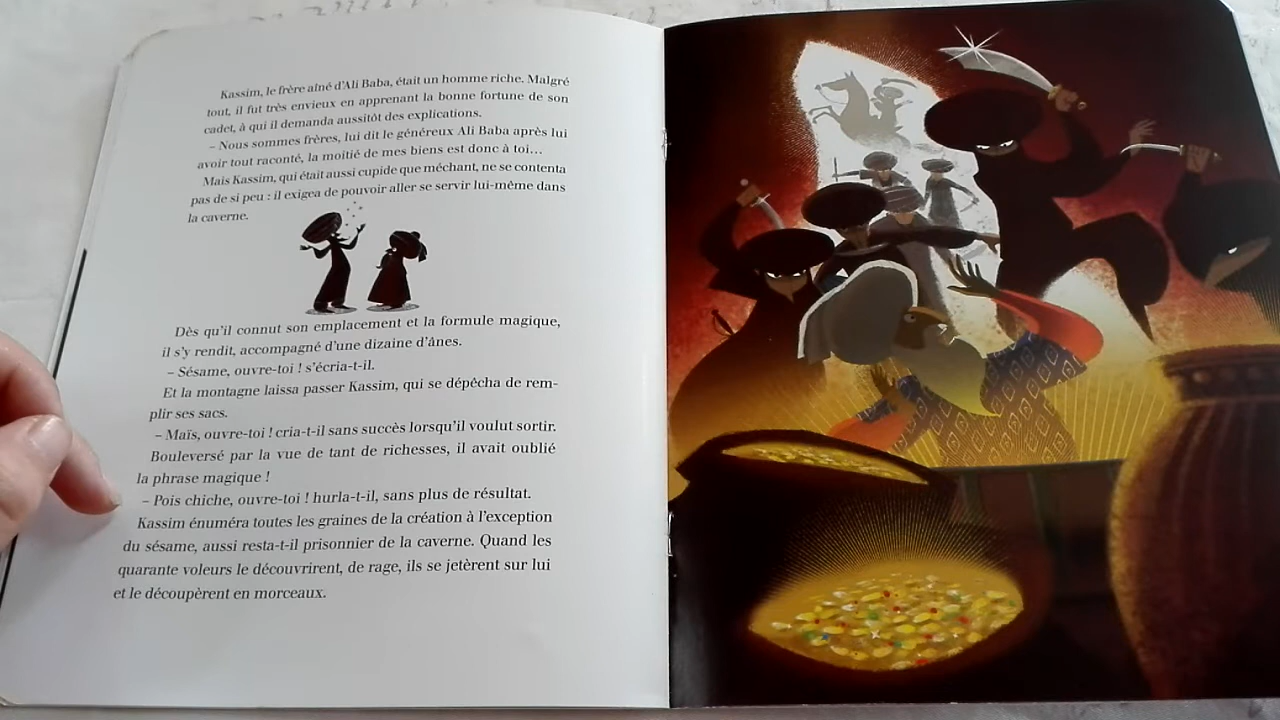 Kassim, le frère aîné d'Ali Baba, était un homme riche. Malgré
tout, il fut très envieux en apprenant la bonne fortune de son
cadet, à qui il demanda aussitôt des explications.
– Nous sommes frères, lui dit le généreux Ali Baba après lui
avoir tout raconté, la moitié de mes biens est donc à toi...
Mais Kassim, qui était aussi cupide que méchant, ne se contenta
pas de si peu : il exigea de pouvoir aller se servir lui-même dans
la caverne.
Dès qu'il connut son emplacement et la formule magique,
il s'y rendit, accompagné d'une dizaine d'ânes.
– Sésame, ouvre-toi ! s'écria-t-il.
Et la montagne laissa passer Kassim, qui se dépêcha de rem-
plir ses sacs.
– Maïs, ouvre-toi ! cria-t-il sans succès lorsqu'il voulut sortir.
Bouleversé par la vue de tant de richesses, il avait oublié
la phrase magique !
– Pois chiche, ouvre-toi ! hurla-t-il, sans plus de résultat.
Kassim énuméra toutes les graines de la création à l'exception
du sésame, aussi resta-t-il prisonnier de la caverne. Quand les
quarante voleurs le découvrirent, de rage, ils se jetèrent sur lui
et le découpèrent en morceaux.